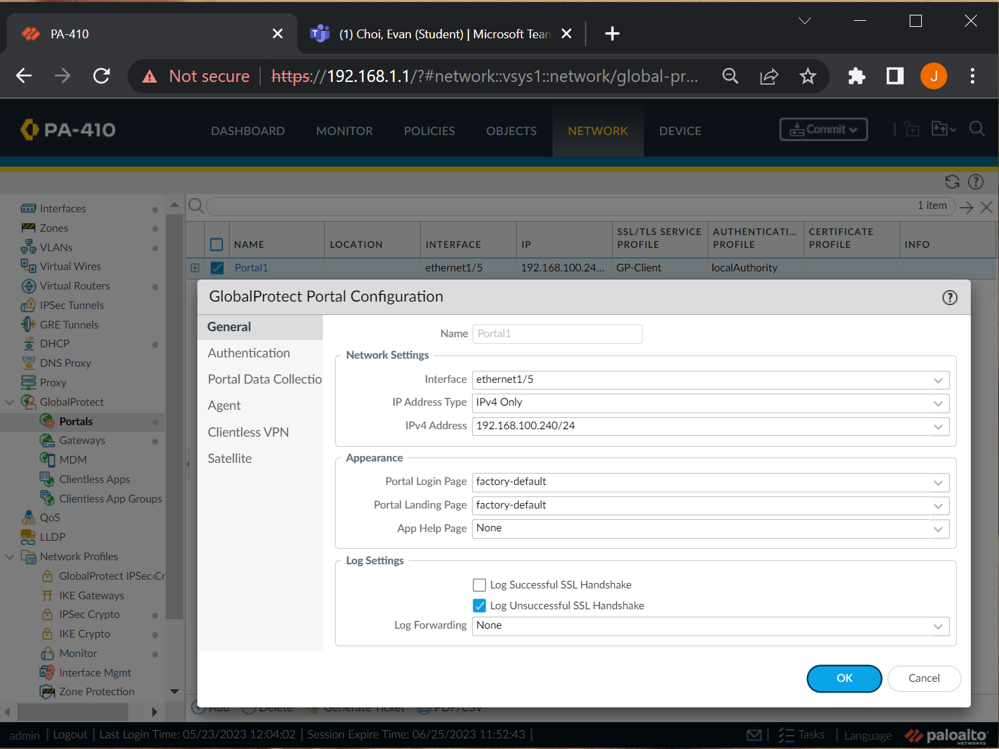 PA-410
(1) Choi, Evan (Student) | Microsoft Team
Not secure
https://192.168.1.1/?#network::vsys1::network/global-pr...
J
PA-410
DASHBOARD
MONITOR
POLICIES
OBJECTS
NETWORK
DEVICE
Commit
Interfaces
Zones
VLANs
Virtual Wires
Virtual Routers
IPSec Tunnels
GRE Tunnels
DHCP
DNS Proxy
Proxy
GlobalProtect
Portals
Gateways
MDM
Clientless Apps
Clientless App Groups
QoS
LLDP
Network Profiles
GlobalProtect IPSec Cr
IKE Gateways
IPSec Crypto
IKE Crypto
Monitor
Interface Mgmt
Zone Protection
1 item
NAME
LOCATION
INTERFACE
IP
SSL/TLS SERVICE PROFILE
AUTHENTICATI... PROFILE
CERTIFICATE PROFILE
INFO
Portal1
ethernet1/5
192.168.100.24...
GP-Client
localAuthority
GlobalProtect Portal Configuration
General
Authentication
Portal Data Collectio
Agent
Clientless VPN
Satellite
Name Portal1
Network Settings
Interface ethernet1/5
IP Address Type IPv4 Only
IPv4 Address 192.168.100.240/24
Appearance
Portal Login Page factory-default
Portal Landing Page factory-default
App Help Page None
Log Settings
Log Successful SSL Handshake
Log Unsuccessful SSL Handshake
Log Forwarding None
OK
Cancel
Add
Delete
Generate Ticket
PDF/CSV
admin | Logout | Last Login Time: 05/23/2023 12:04:02 | Session Expire Time: 06/25/2023 11:52:43 |
Tasks | Language
paloalto
NETWORKS